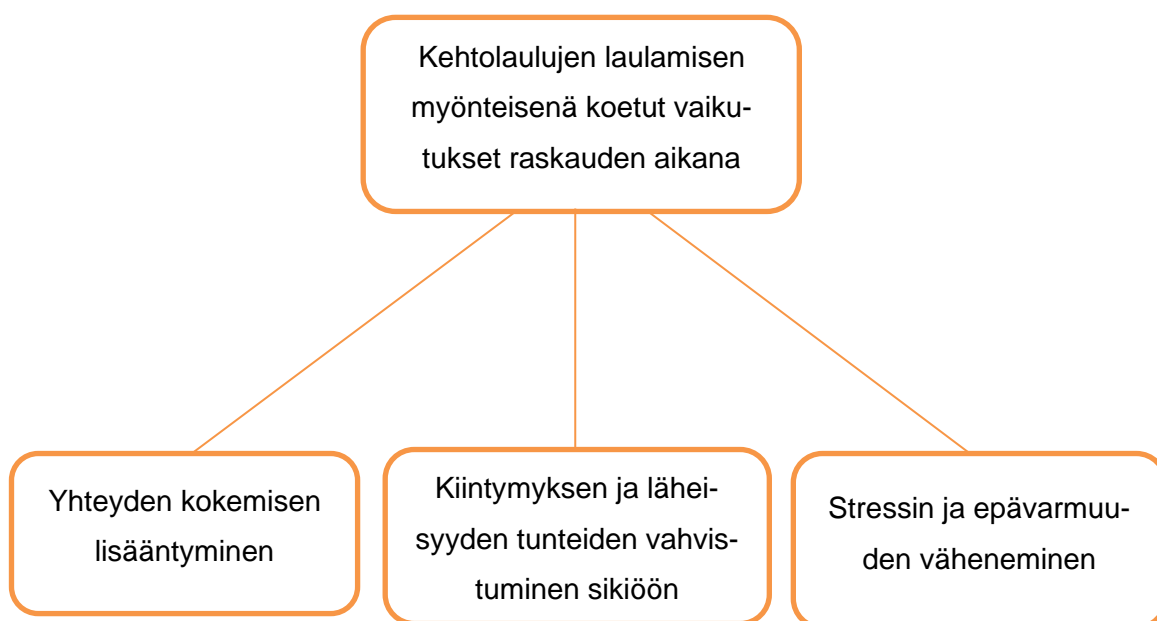 Kehtolaulujen laulamisen
myönteisenä koetut vaiku-
tukset raskauden aikana
Yhteyden kokemisen
lisääntyminen
Kiintymyksen ja lähei-
syyden tunteiden vahvis-
tuminen sikiöön
Stressin ja epävarmuu-
den väheneminen